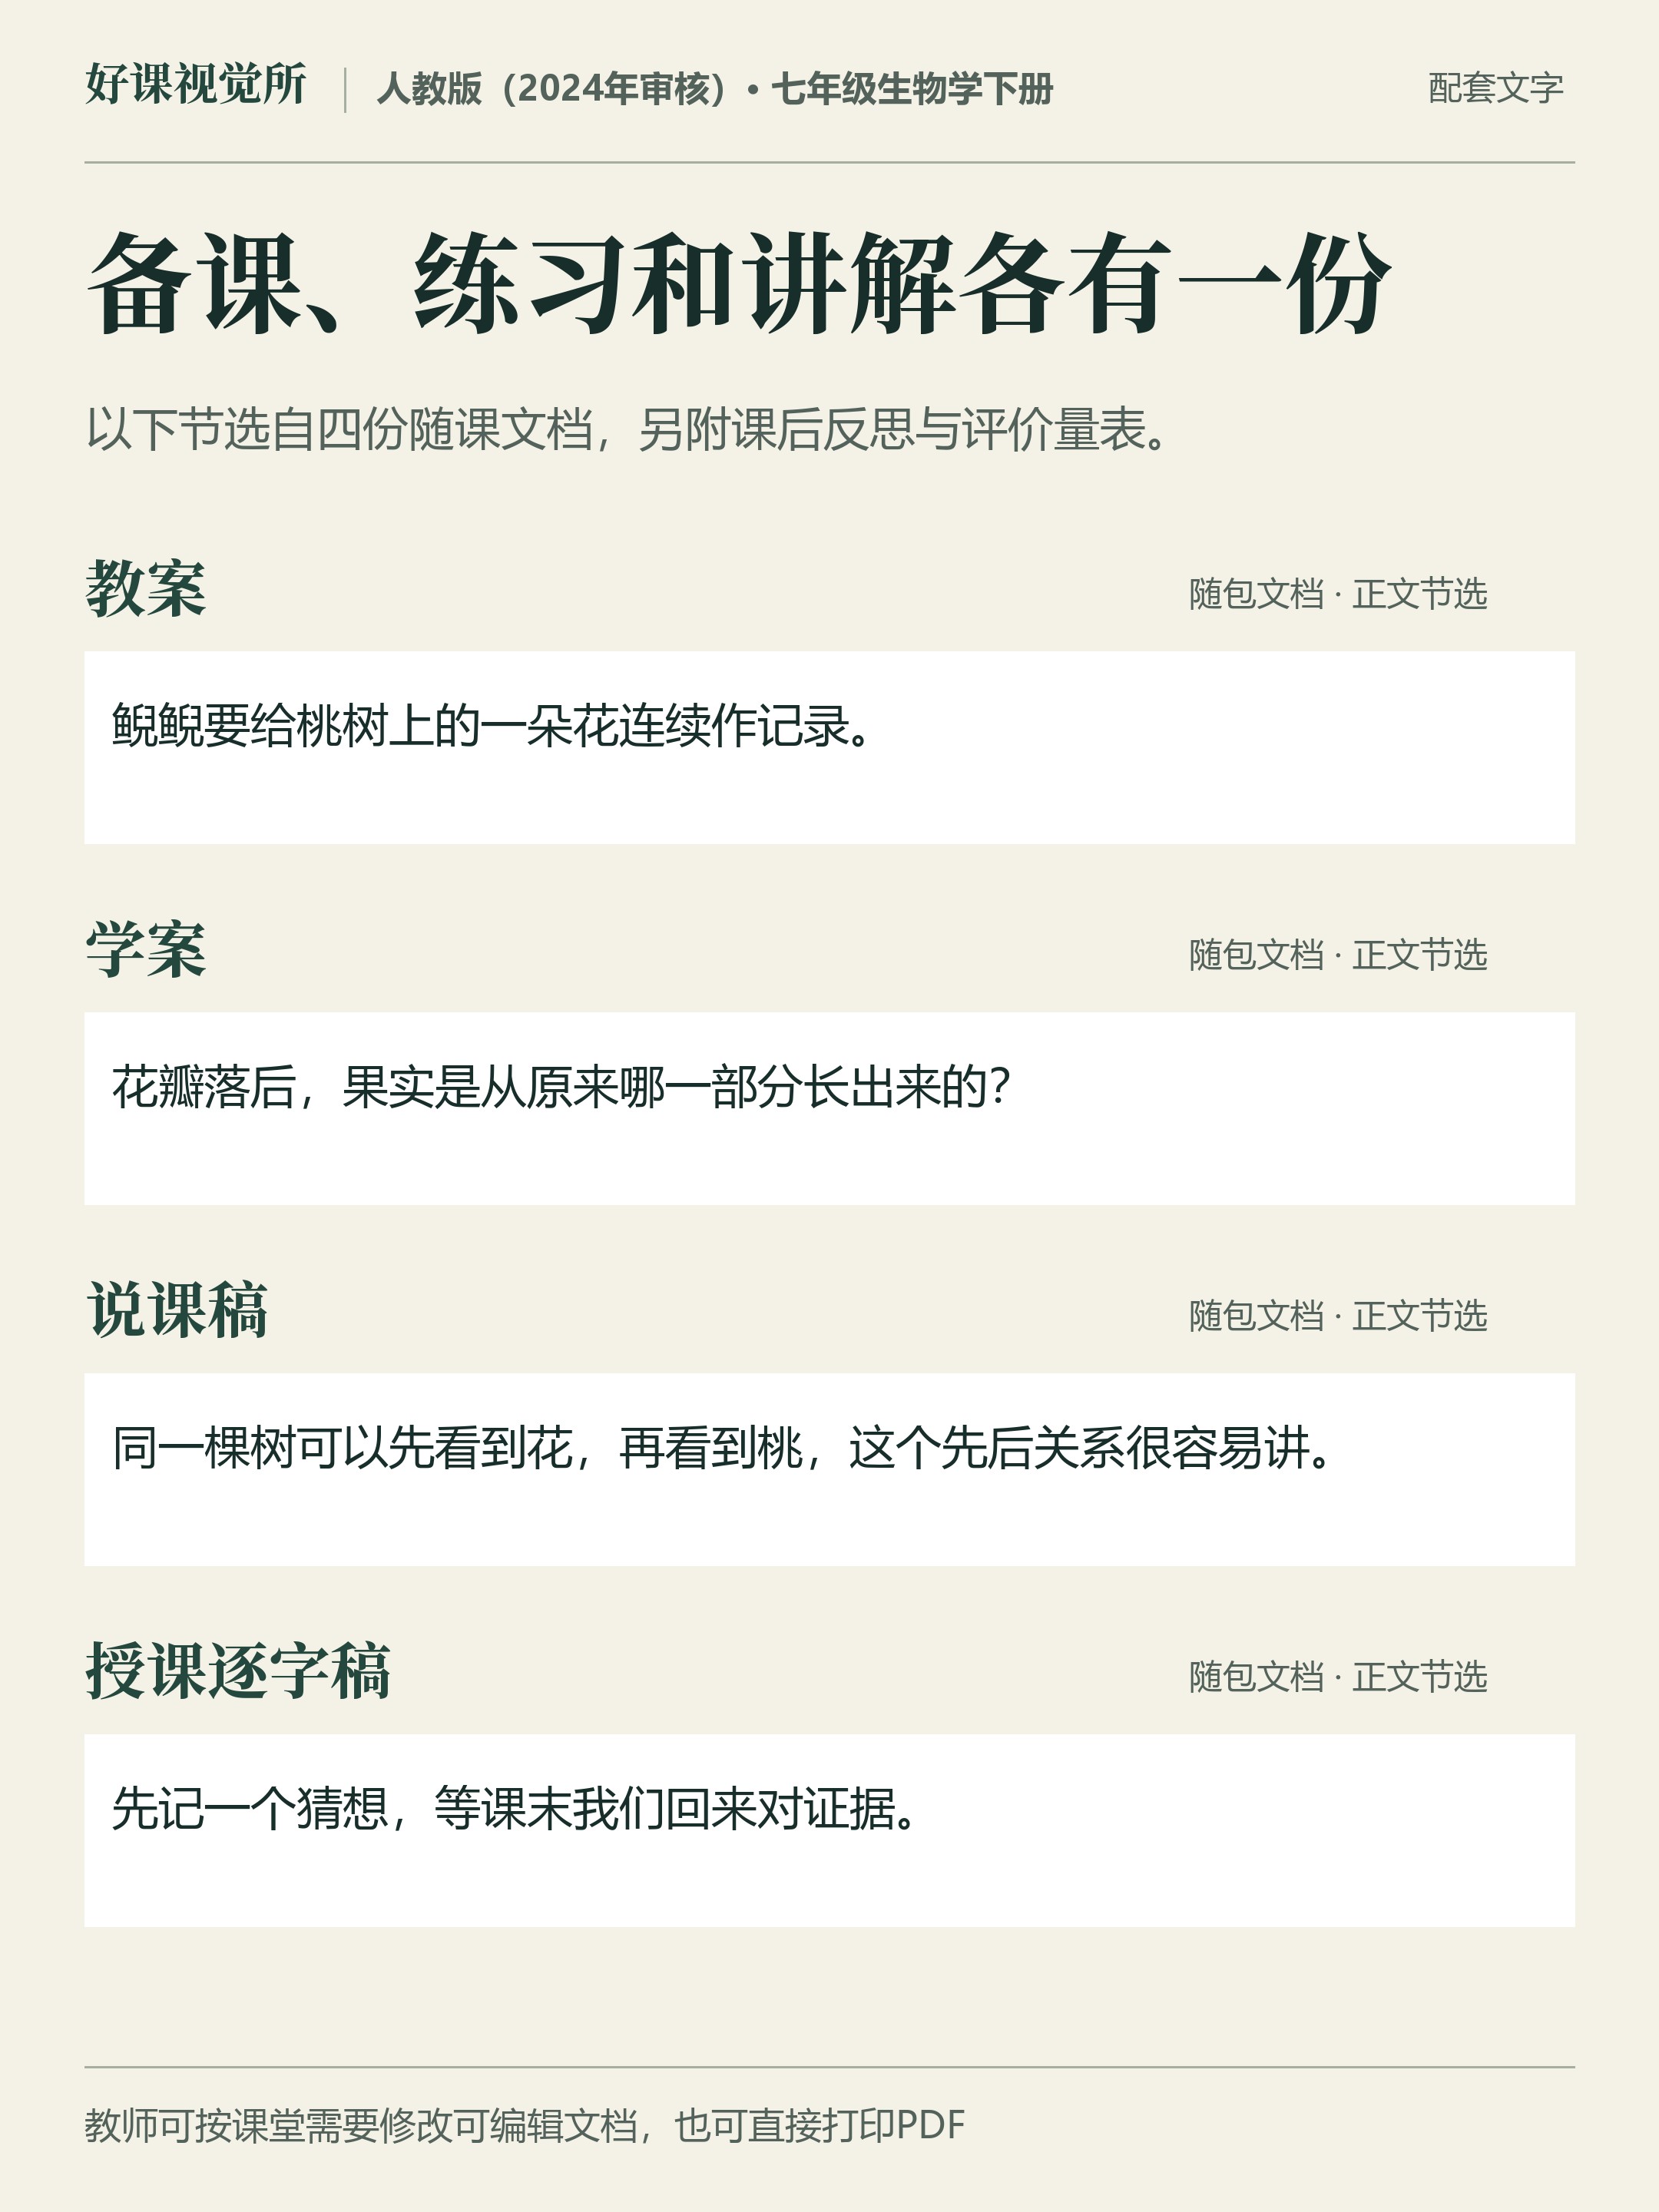 好课视觉所 人教版（2024年审核）· 七年级生物学下册 配套文字
备课、练习和讲解各有一份
以下节选自四份随课文档，另附课后反思与评价量表。
教案 随包文档 · 正文节选
鲵鲵要给桃树上的一朵花连续作记录。
学案 随包文档 · 正文节选
花瓣落后，果实是从原来哪一部分长出来的？
说课稿 随包文档 · 正文节选
同一棵树可以先看到花，再看到桃，这个先后关系很容易讲。
授课逐字稿 随包文档 · 正文节选
先记一个猜想，等课末我们回来对证据。
教师可按课堂需要修改可编辑文档，也可直接打印PDF